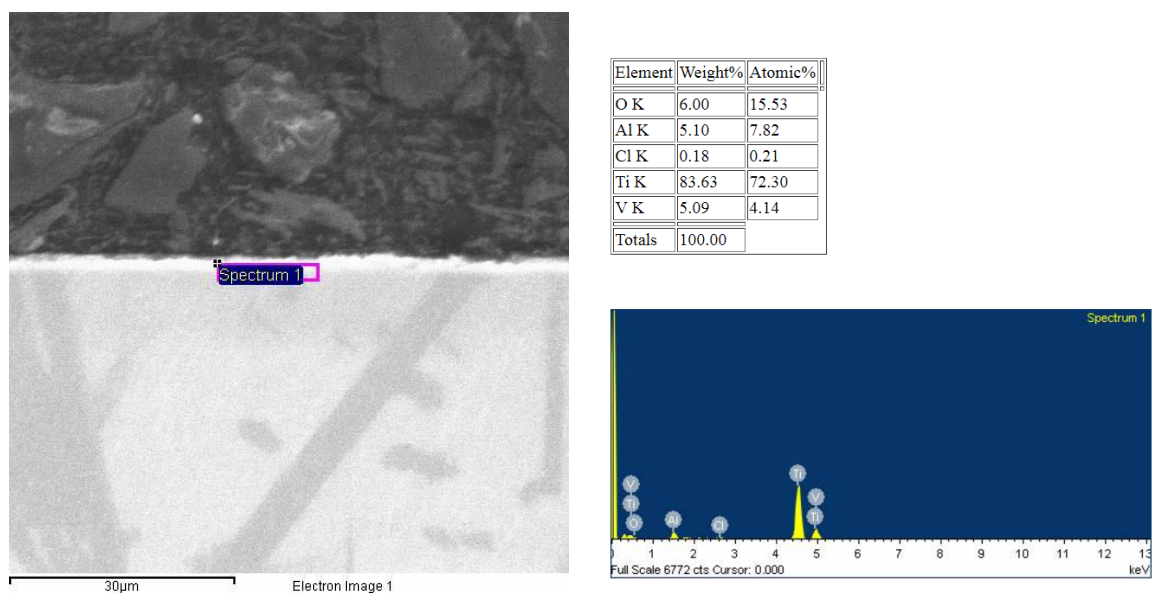 Spectrum 1
30µm
Electron Image 1
Element Weight% Atomic%
O K 6.00 15.53
Al K 5.10 7.82
Cl K 0.18 0.21
Ti K 83.63 72.30
V K 5.09 4.14
Totals 100.00
Spectrum 1
Ti
V
V
Ti
Ti
O
Al
Cl
0 1 2 3 4 5 6 7 8 9 10 11 12 13
Full Scale 6772 cts Cursor: 0.000
keV